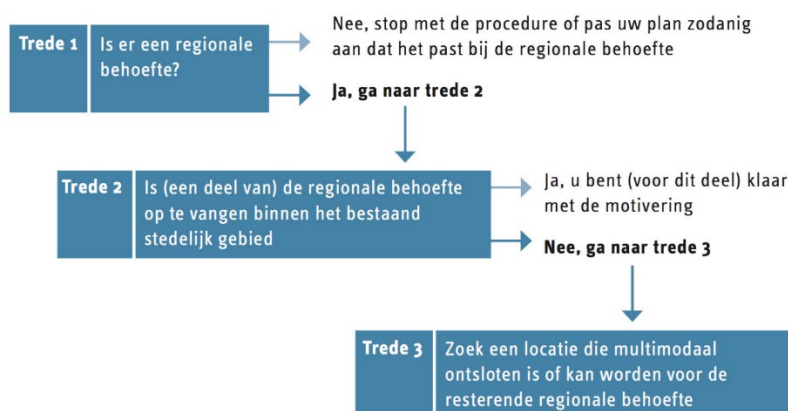 Trede 1
Is er een regionale
behoefte?
Nee, stop met de procedure of pas uw plan zodanig
aan dat het past bij de regionale behoefte
Ja, ga naar trede 2
Trede 2
Is (een deel van) de regionale behoefte
op te vangen binnen het bestaand
stedelijk gebied
Ja, u bent (voor dit deel) klaar
met de motivering
Nee, ga naar trede 3
Trede 3
Zoek een locatie die multimodaal
ontsloten is of kan worden voor de
resterende regionale behoefte